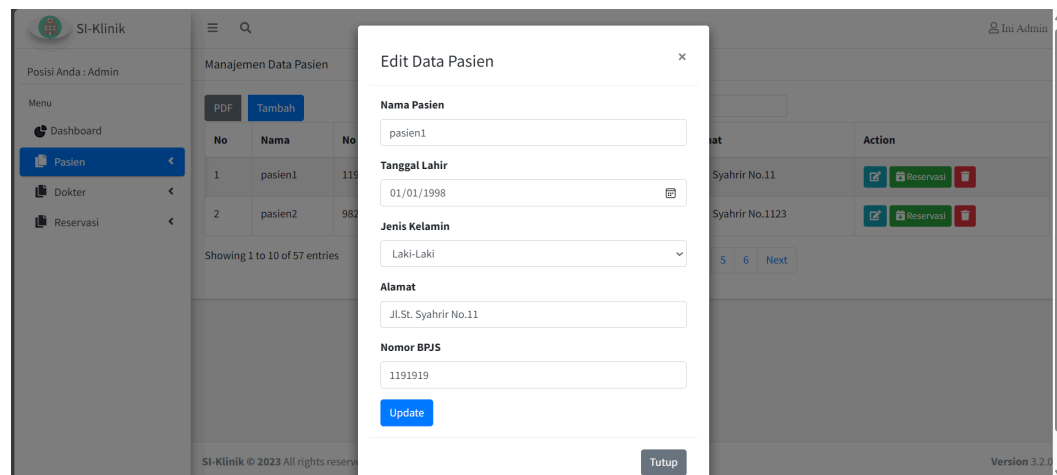 SI-Klinik
Ini Admin
Posisi Anda : Admin
Menu
Dashboard
Pasien
Dokter
Reservasi
Manajemen Data Pasien
PDF
Tambah
No Nama No hat Action
1 pasien1 119 Syahrir No.11 Reservasi
2 pasien2 982 Syahrir No.1123 Reservasi
Showing 1 to 10 of 57 entries
5 6 Next
Edit Data Pasien ×
Nama Pasien
pasien1
Tanggal Lahir
01/01/1998
Jenis Kelamin
Laki-Laki
Alamat
Jl.St. Syahrir No.11
Nomor BPJS
1191919
Update
Tutup
SI-Klinik © 2023 All rights reserv
Version 3.2.0